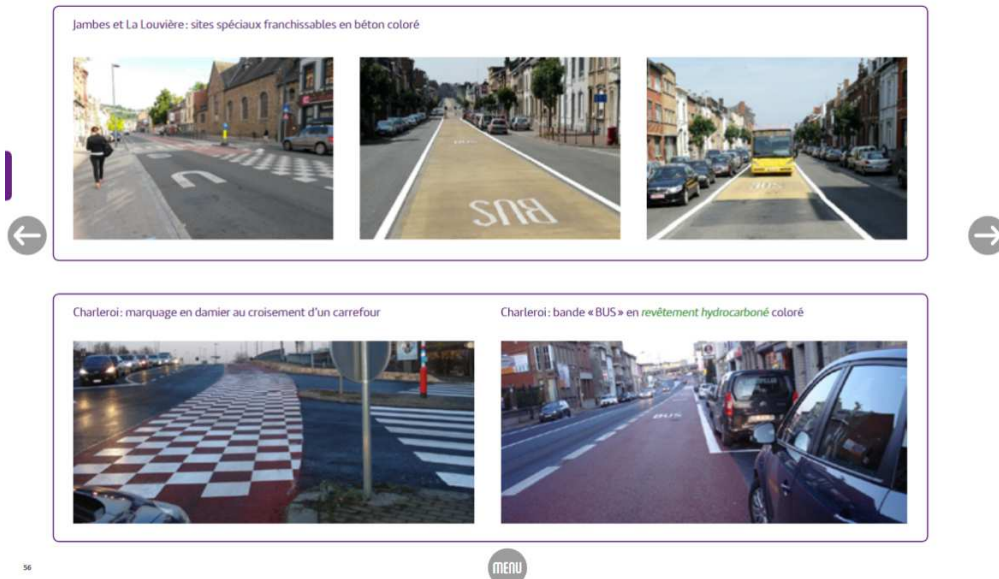 Jambes et La Louvière : sites spéciaux franchissables en béton coloré
BUS
BUS
BUS
Charleroi : marquage en damier au croisement d'un carrefour
Charleroi : bande « BUS » en revêtement hydrocarboné coloré
BUS
56
MENU